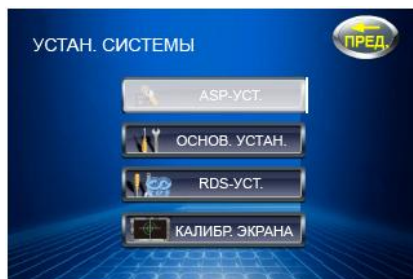 УСТАН. СИСТЕМЫ
ПРЕД.
ASP-УСТ.
ОСНОВ. УСТАН.
RDS-УСТ.
КАЛИБР. ЭКРАНА